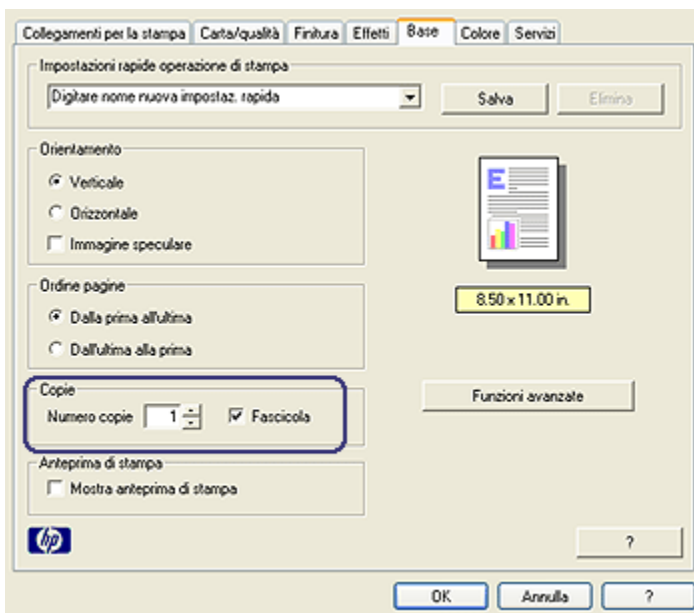 Collegamenti per la stampa Carta/qualità Finitura Effetti Base Colore Servizi
Impostazioni rapide operazione di stampa
Digitare nome nuova impostaz. rapida Salva Elimina
Orientamento
Verticale
Orizzontale
Immagine speculare
E
Ordine pagine
8.50 x 11.00 in.
Dalla prima all'ultima
Dall'ultima alla prima
Copie
Numero copie 1 Fascicola
Funzioni avanzate
Anteprima di stampa
Mostra anteprima di stampa
hp
?
OK Annulla ?